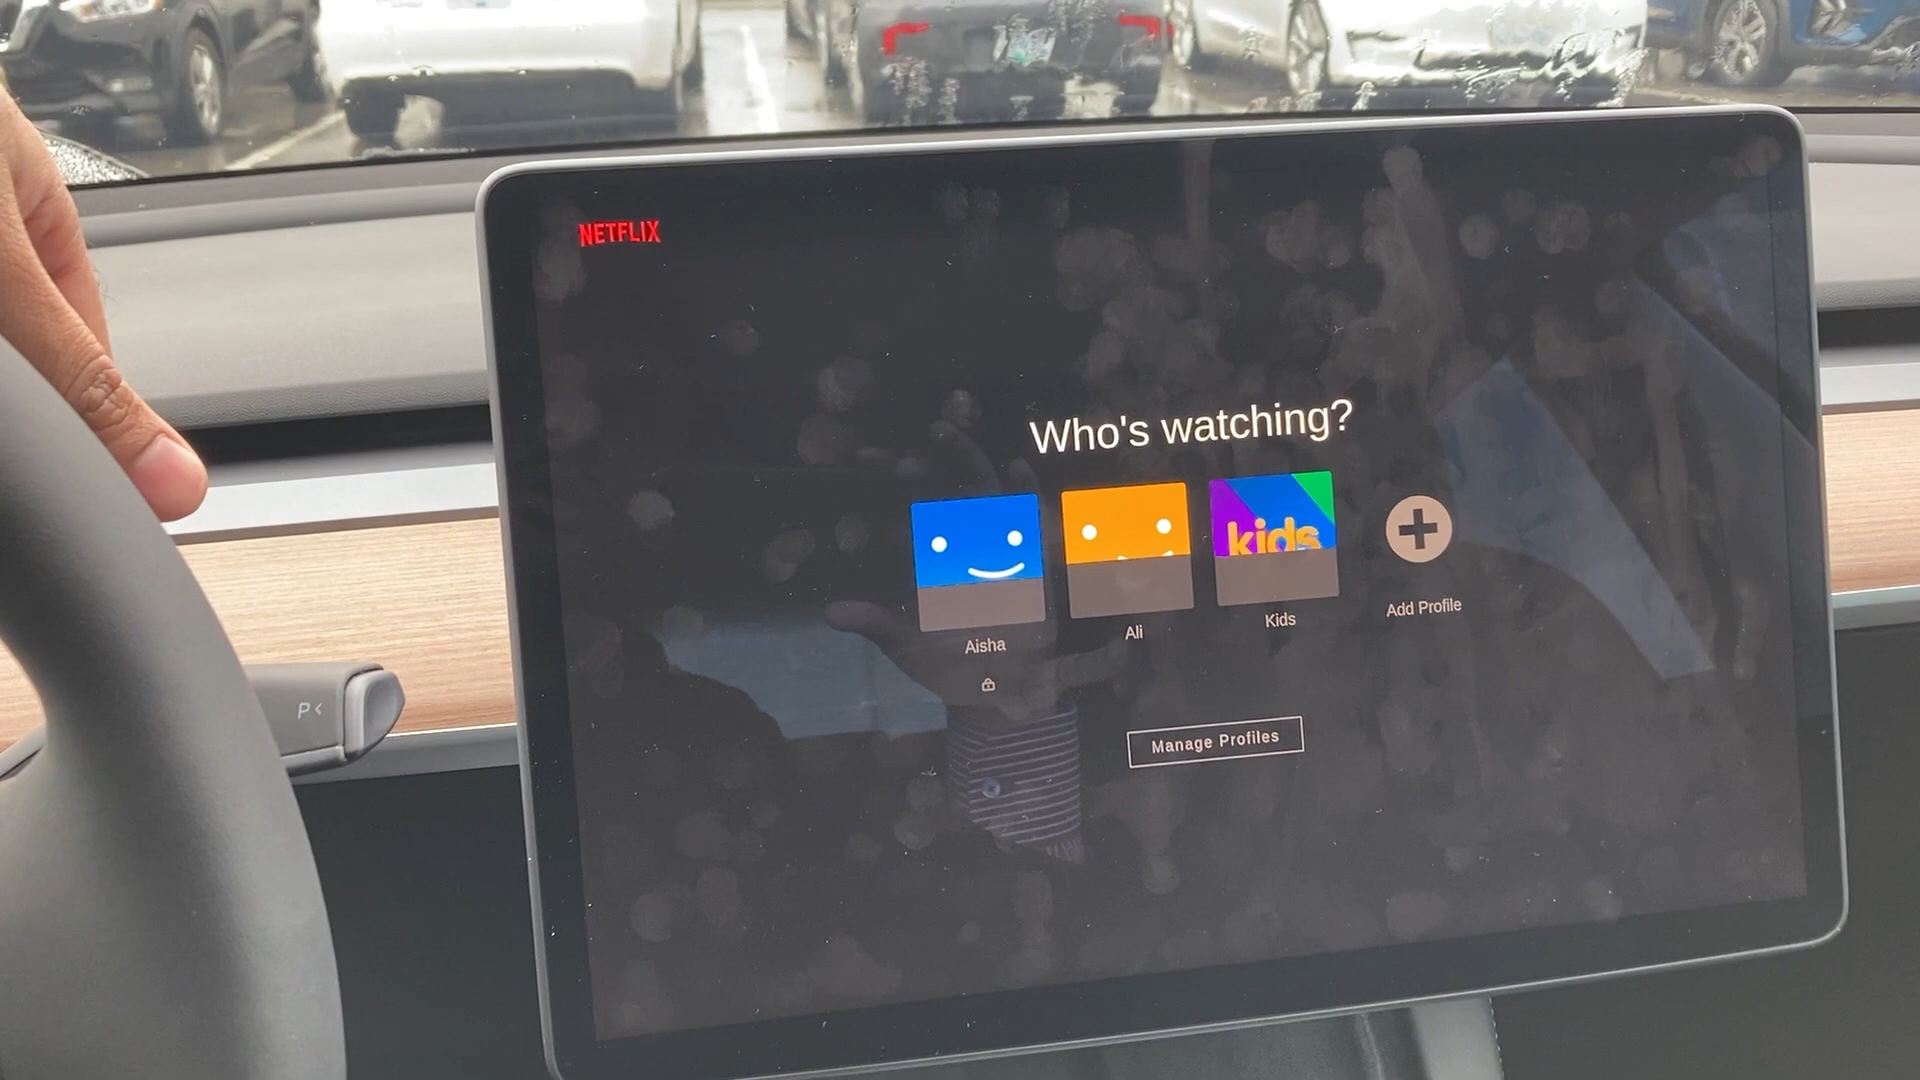 NETFLIX
Who's watching?
kids
Aisha
Ali
Kids
Add Profile
Manage Profiles
P<